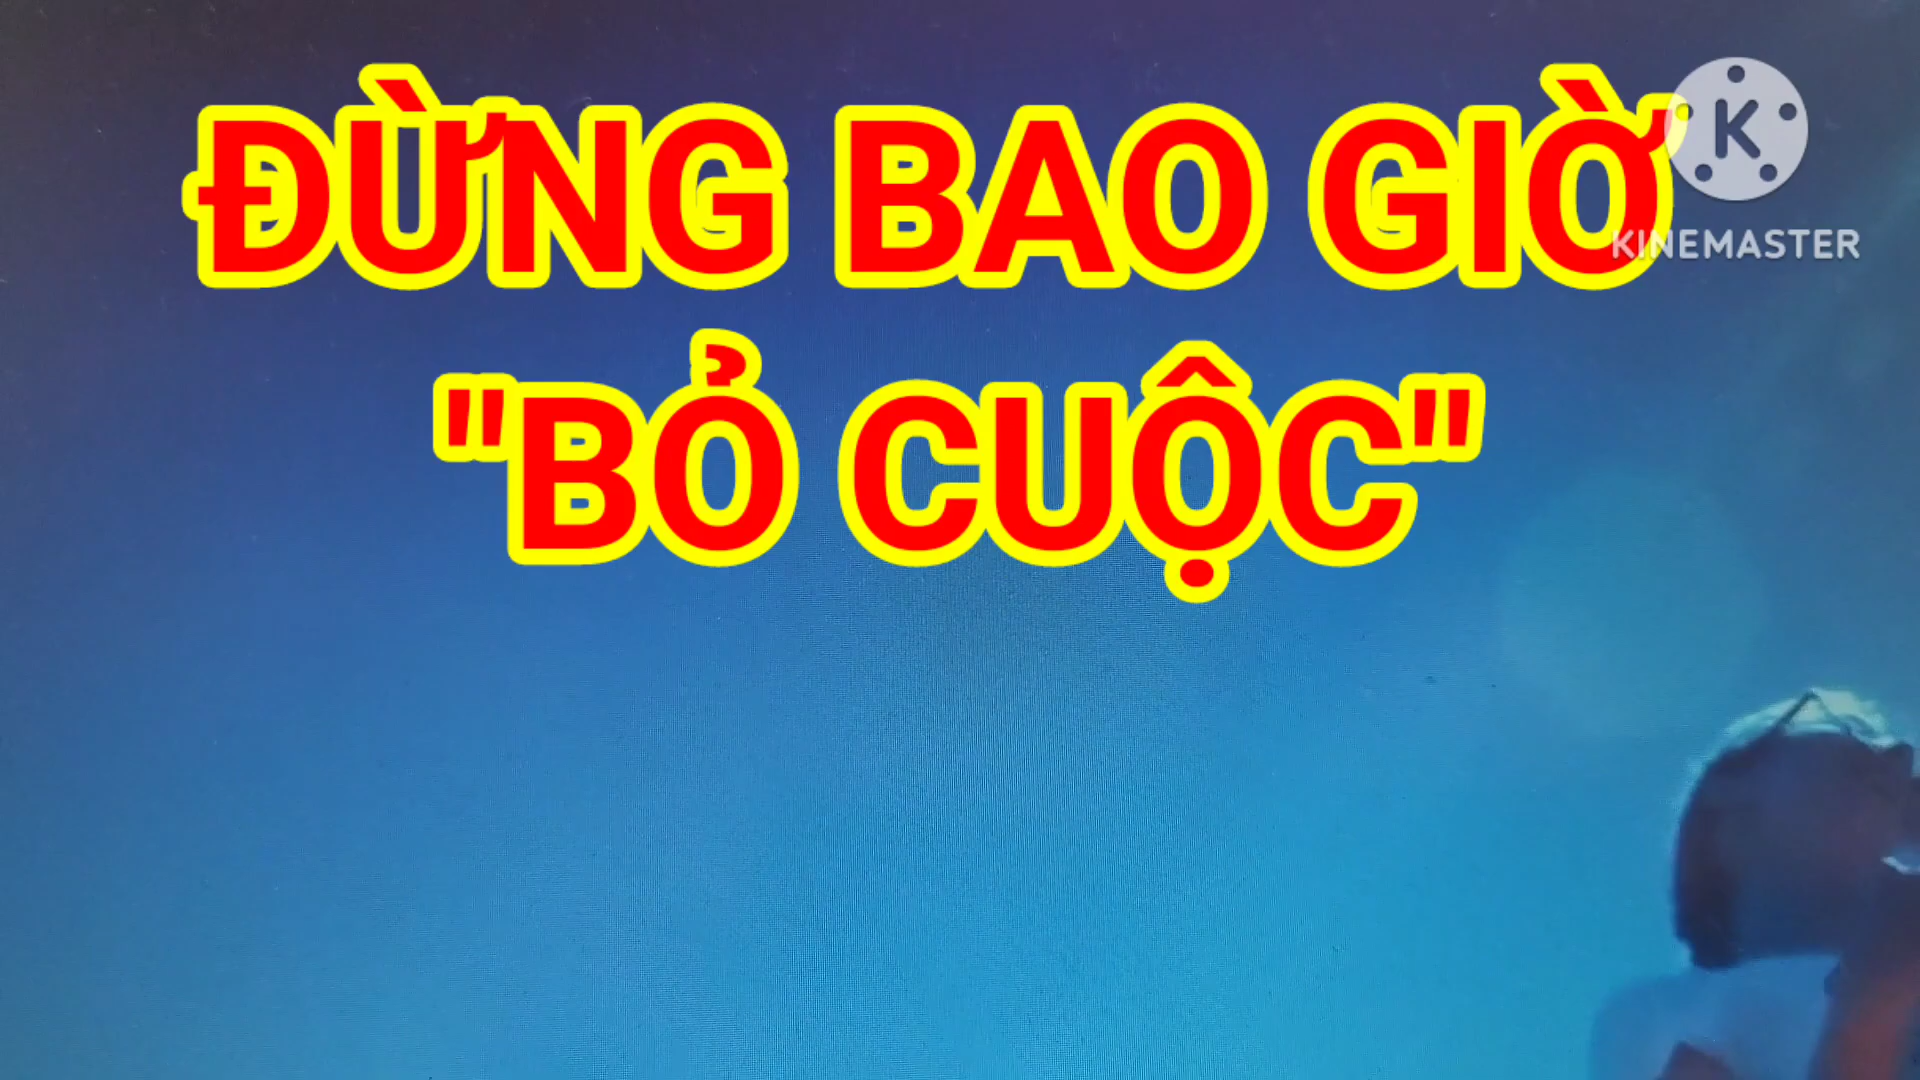 ĐỪNG BAO GIỜ
"BỎ CUỘC"
K
KINEMASTER